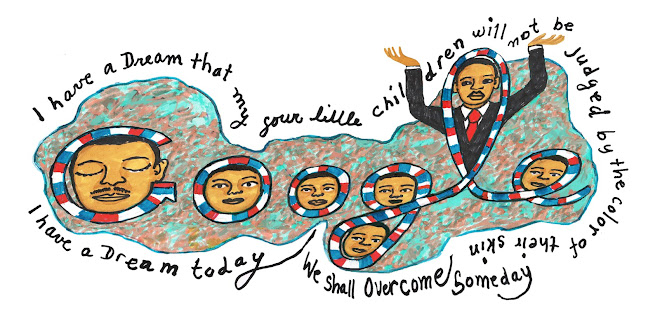 I have a Dream that my four little children will not be judged by the color of their skin
Google
I have a Dream today
We shall Overcome Someday